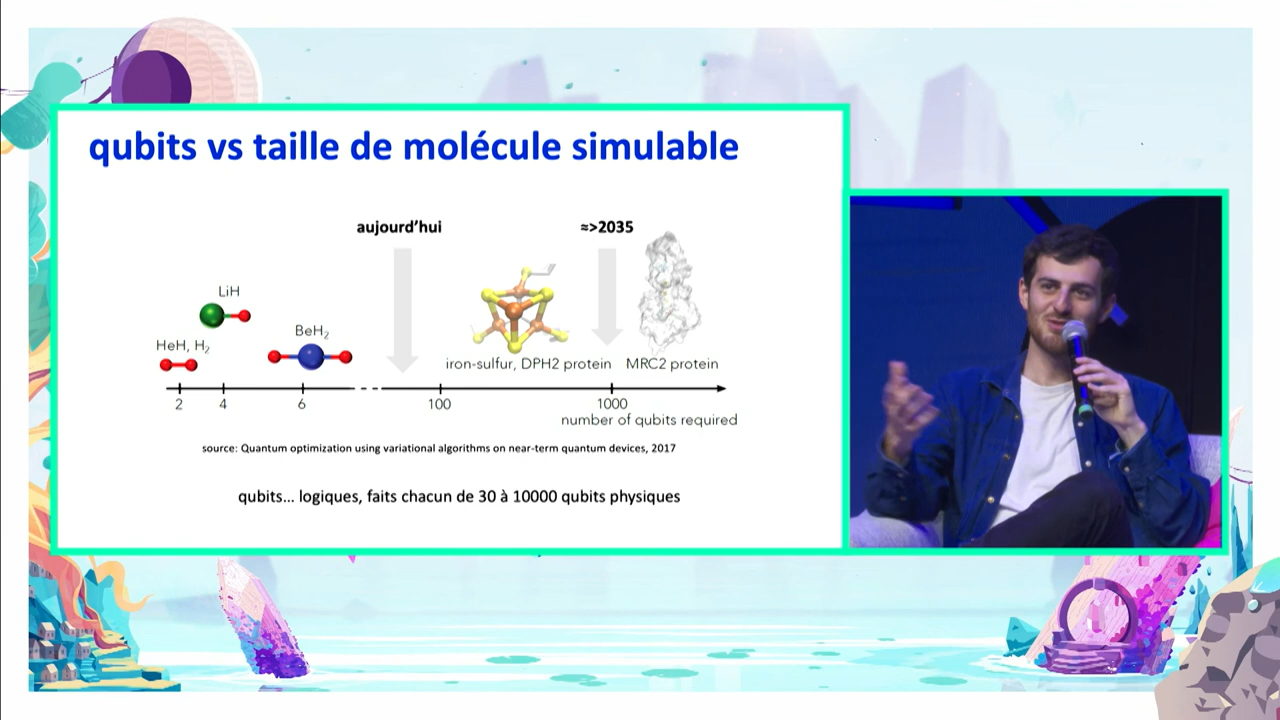 qubits vs taille de molécule simulable
aujourd'hui
≈>2035
LiH
HeH, H₂
BeH₂
iron-sulfur, DPH2 protein
MRC2 protein
2
4
6
100
1000
number of qubits required
source: Quantum optimization using variational algorithms on near-term quantum devices, 2017
qubits... logiques, faits chacun de 30 à 10000 qubits physiques